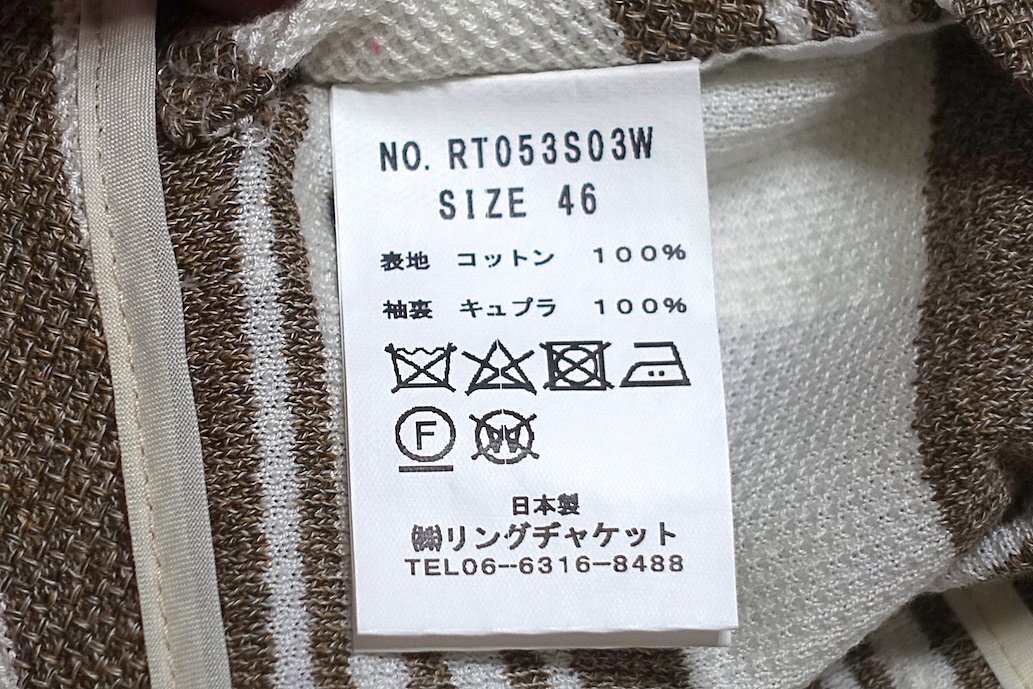 NO. RT053S03W
SIZE 46
表地 コットン 100%
袖裏 キュプラ 100%
F W
日本製
㈱リングヂャケット
TEL06-6316-8488